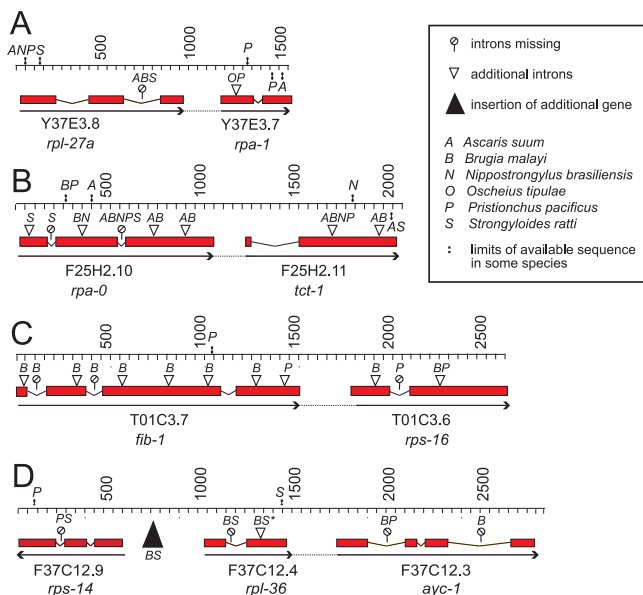 A
500
1000
1500
ANPS
P
ABS
OP
PA
Y37E3.8
Y37E3.7
rpl-27a
rpa-1
B
BP
A
500
1000
1500
N
2000
S
S
BN
ABNPS
AB
AB
ABNP
AB
AS
F25H2.10
F25H2.11
rpa-0
tct-1
C
500
1000
P
1500
2000
2500
B
B
B
B
B
B
B
B
P
B
P
BP
T01C3.7
T01C3.6
fib-1
rps-16
D
P
500
1000
S
1500
2000
2500
PS
BS
BS
BS*
BP
B
F37C12.9
F37C12.4
F37C12.3
rps-14
rpl-36
ayc-1
introns missing
additional introns
insertion of additional gene
A Ascaris suum
B Brugia malayi
N Nippostrongylus brasiliensis
O Oscheius tipulae
P Pristionchus pacificus
S Strongyloides ratti
limits of available sequence
in some species